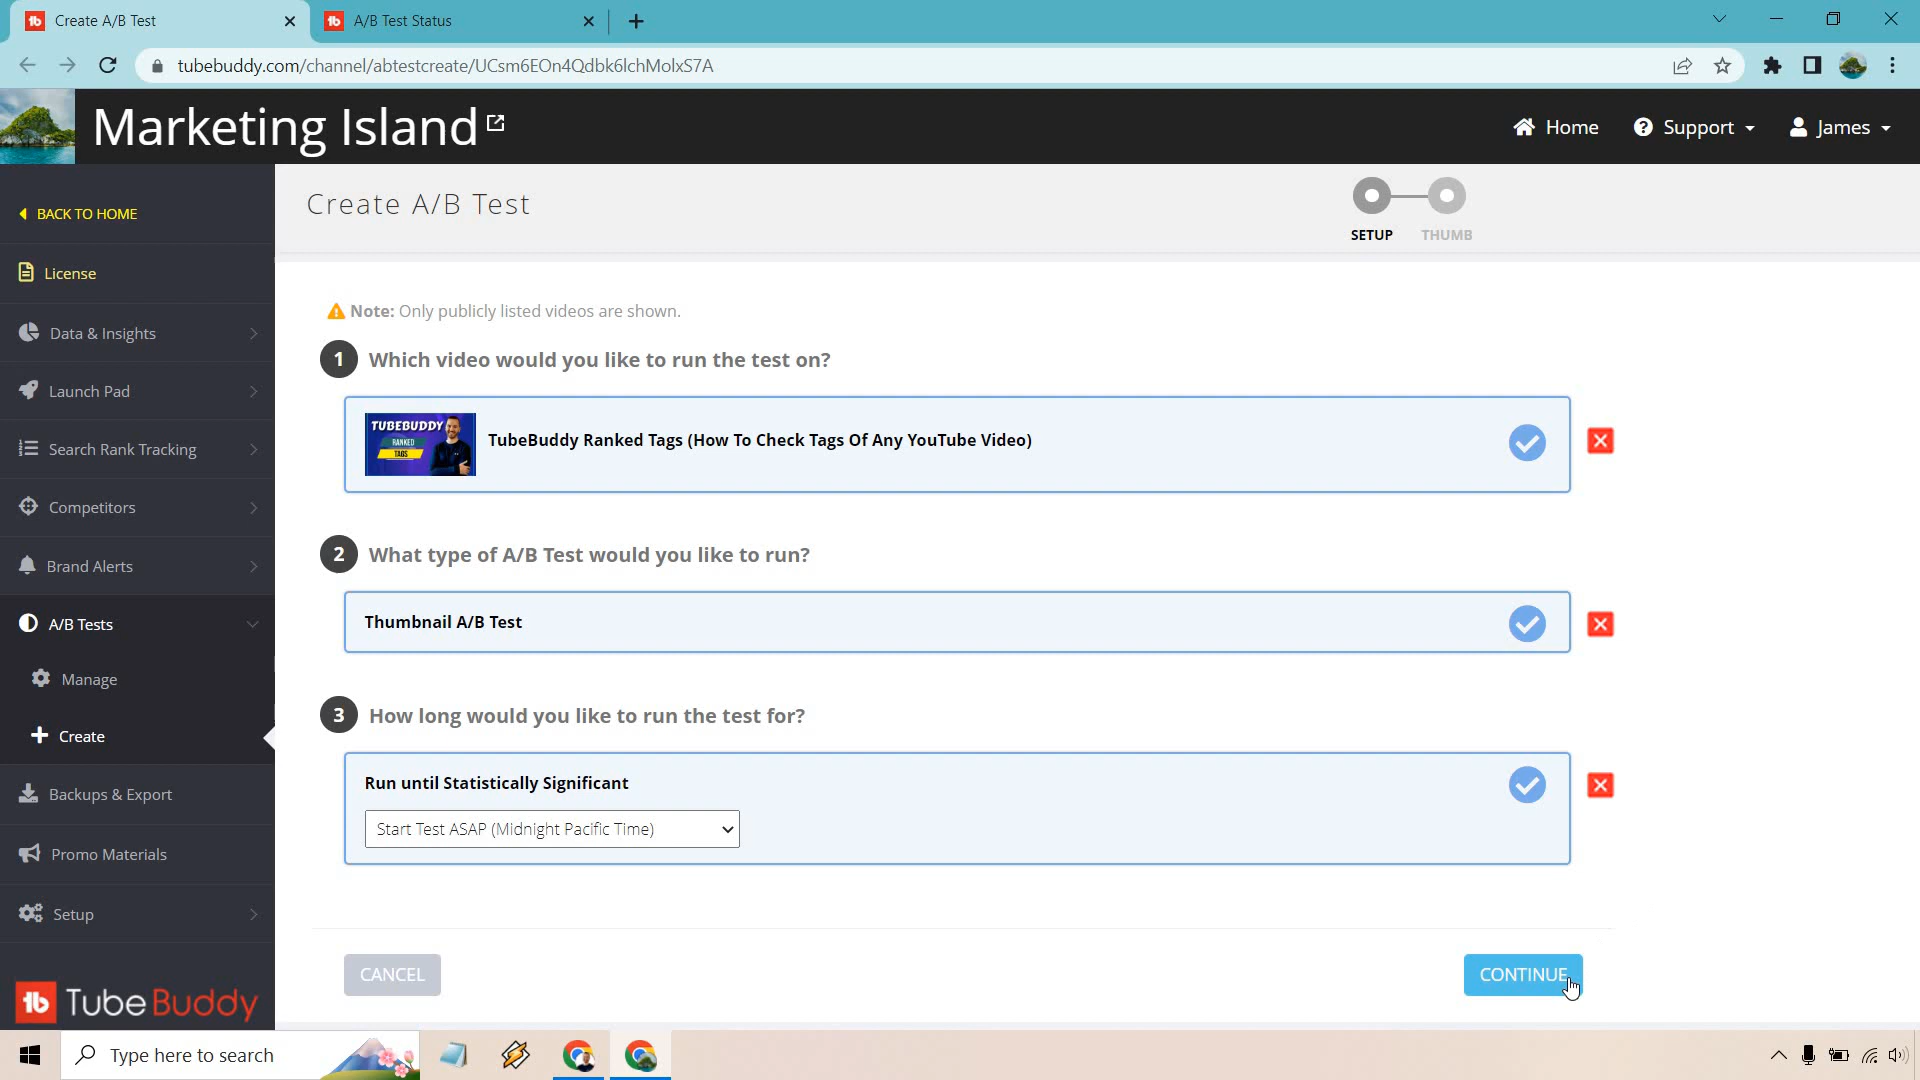 Create A/B Test
A/B Test Status
tubebuddy.com/channel/abtestcreate/UCsm6EOn4Qdbk6lchMolxS7A
Marketing Island
Home
Support
James
BACK TO HOME
License
Data & Insights
Launch Pad
Search Rank Tracking
Competitors
Brand Alerts
A/B Tests
Manage
Create
Backups & Export
Promo Materials
Setup
TubeBuddy
Create A/B Test
SETUP
THUMB
Note: Only publicly listed videos are shown.
1 Which video would you like to run the test on?
TUBEBUDDY
RANKED
TAGS
TubeBuddy Ranked Tags (How To Check Tags Of Any YouTube Video)
2 What type of A/B Test would you like to run?
Thumbnail A/B Test
3 How long would you like to run the test for?
Run until Statistically Significant
Start Test ASAP (Midnight Pacific Time)
CANCEL
CONTINUE
Type here to search